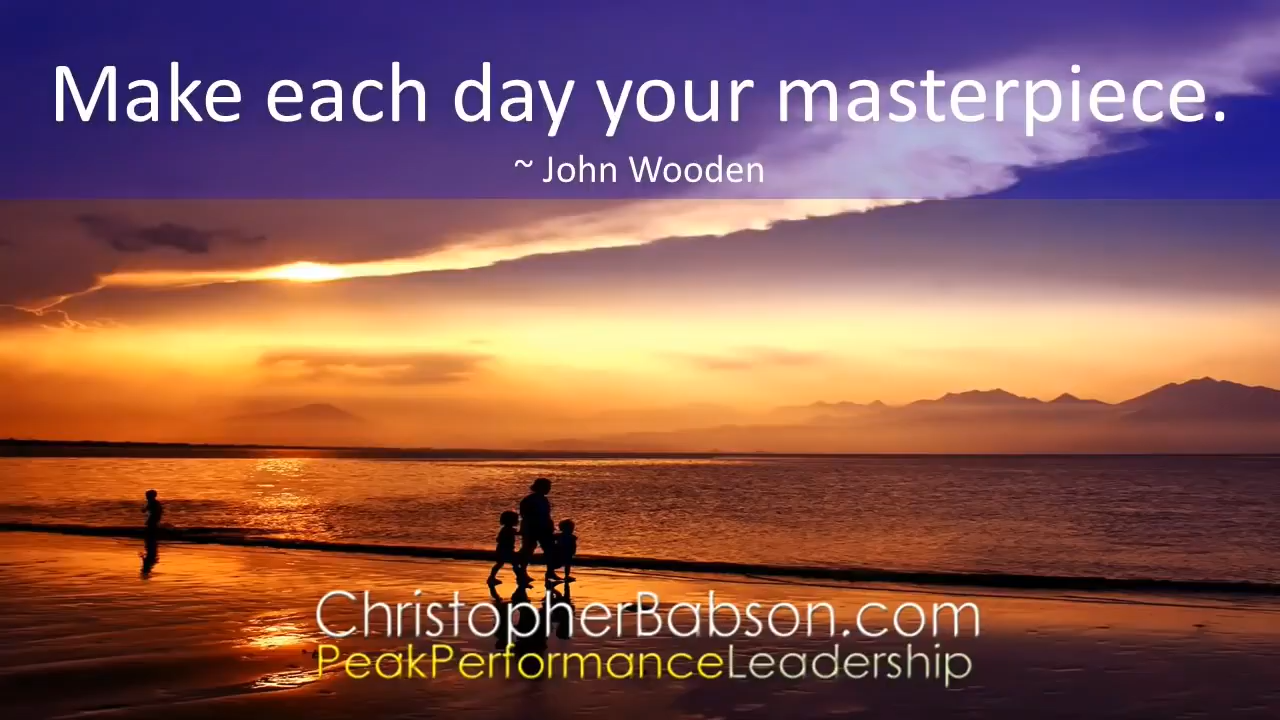 Make each day your masterpiece.
~ John Wooden
ChristopherBabson.com
PeakPerformanceLeadership